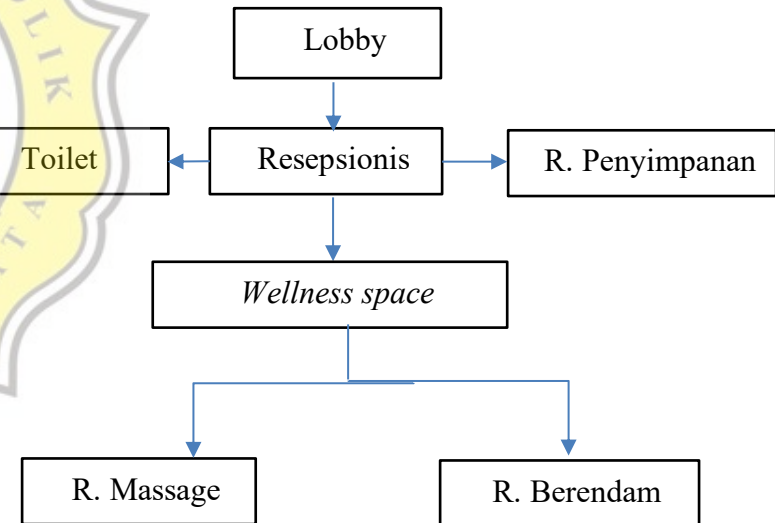 Lobby
Toilet
Resepsionis
R. Penyimpanan
Wellness space
R. Massage
R. Berendam